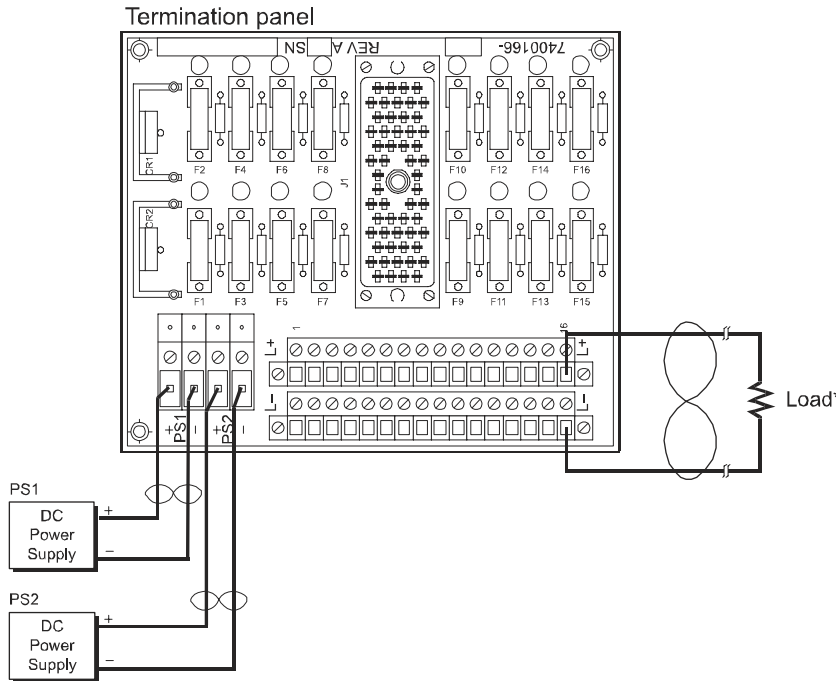 Termination panel
SN REV A 7400166-
CR1
F2 F4 F6 F8
J1
F10 F12 F14 F16
CR2
F1 F3 F5 F7
F9 F11 F13 F15
1 16
L+ L+
L- L-
+ - + -
PS1 PS2
Load¹
PS1
+
DC
Power
Supply
–
PS2
+
DC
Power
Supply
–